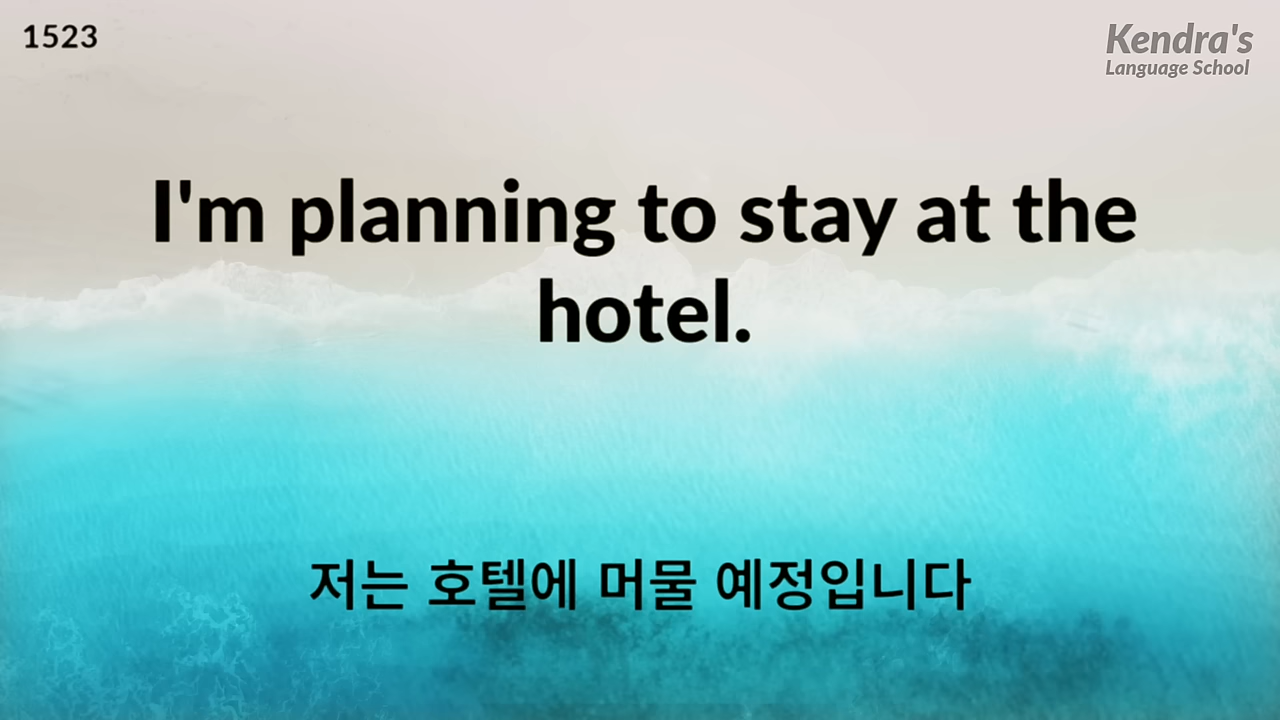 1523
Kendra's
Language School
I'm planning to stay at the
hotel.
저는 호텔에 머물 예정입니다